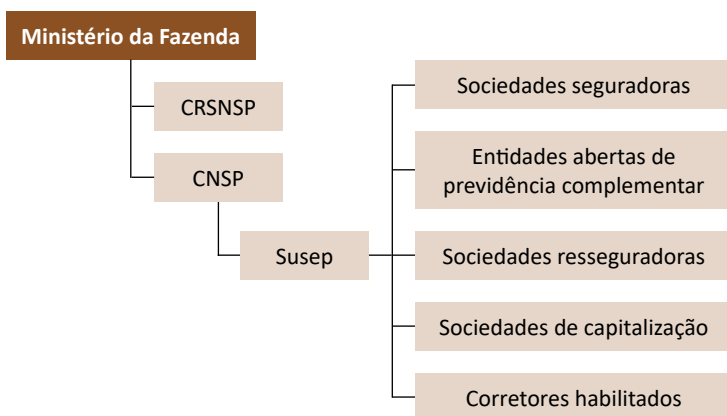 Ministério da Fazenda
CRSNSP
CNSP
Susep
Sociedades seguradoras
Entidades abertas de
previdência complementar
Sociedades resseguradoras
Sociedades de capitalização
Corretores habilitados